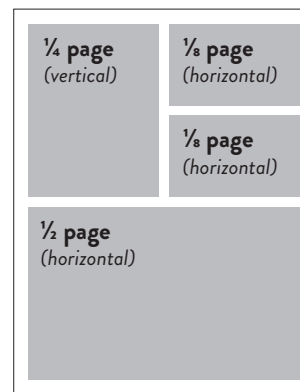 ¼ page
(vertical)
⅛ page
(horizontal)
⅛ page
(horizontal)
½ page
(horizontal)